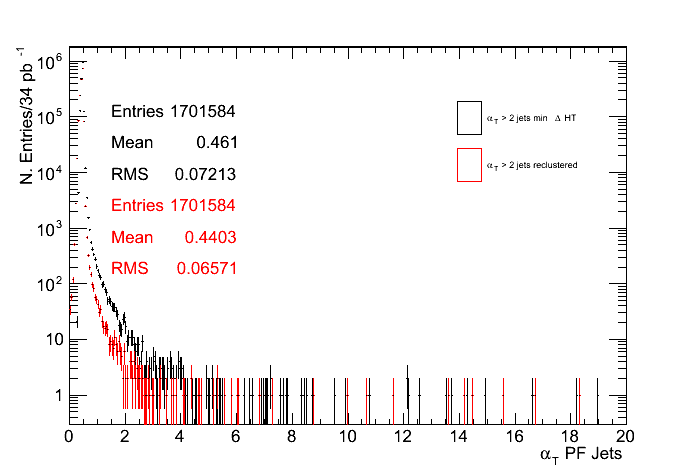 N. Entries/34 pb⁻¹
10⁶
10⁵
10⁴
10³
10²
10
1
Entries 1701584
Mean 0.461
RMS 0.07213
Entries 1701584
Mean 0.4403
RMS 0.06571
α_T > 2 jets min Δ HT
α_T > 2 jets reclustered
0 2 4 6 8 10 12 14 16 18 20
α_T PF Jets